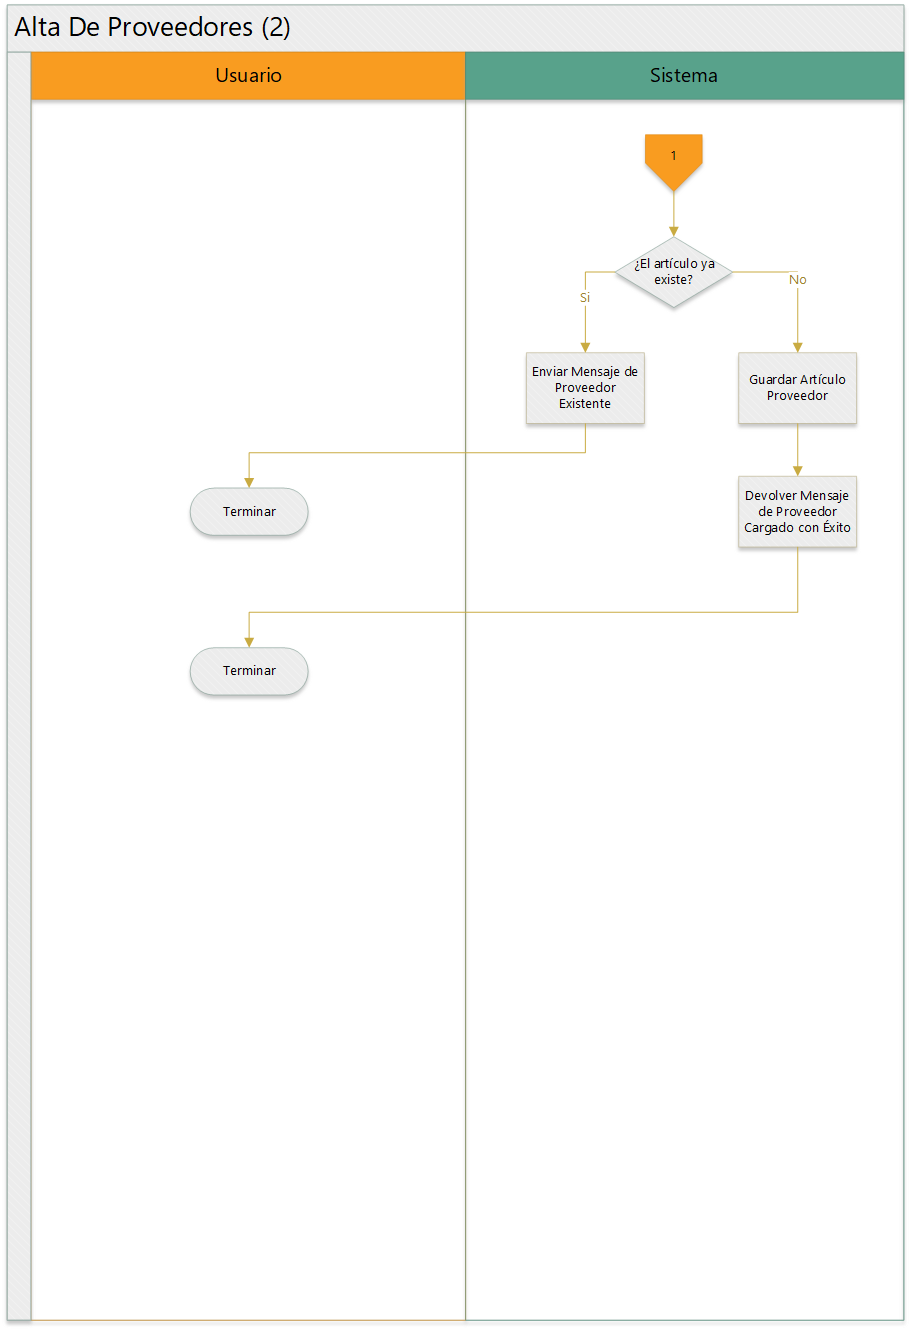 Alta De Proveedores (2)
Usuario
Sistema
1
¿El artículo ya
existe?
Si
No
Enviar Mensaje de
Proveedor
Existente
Guardar Artículo
Proveedor
Terminar
Devolver Mensaje
de Proveedor
Cargado con Éxito
Terminar